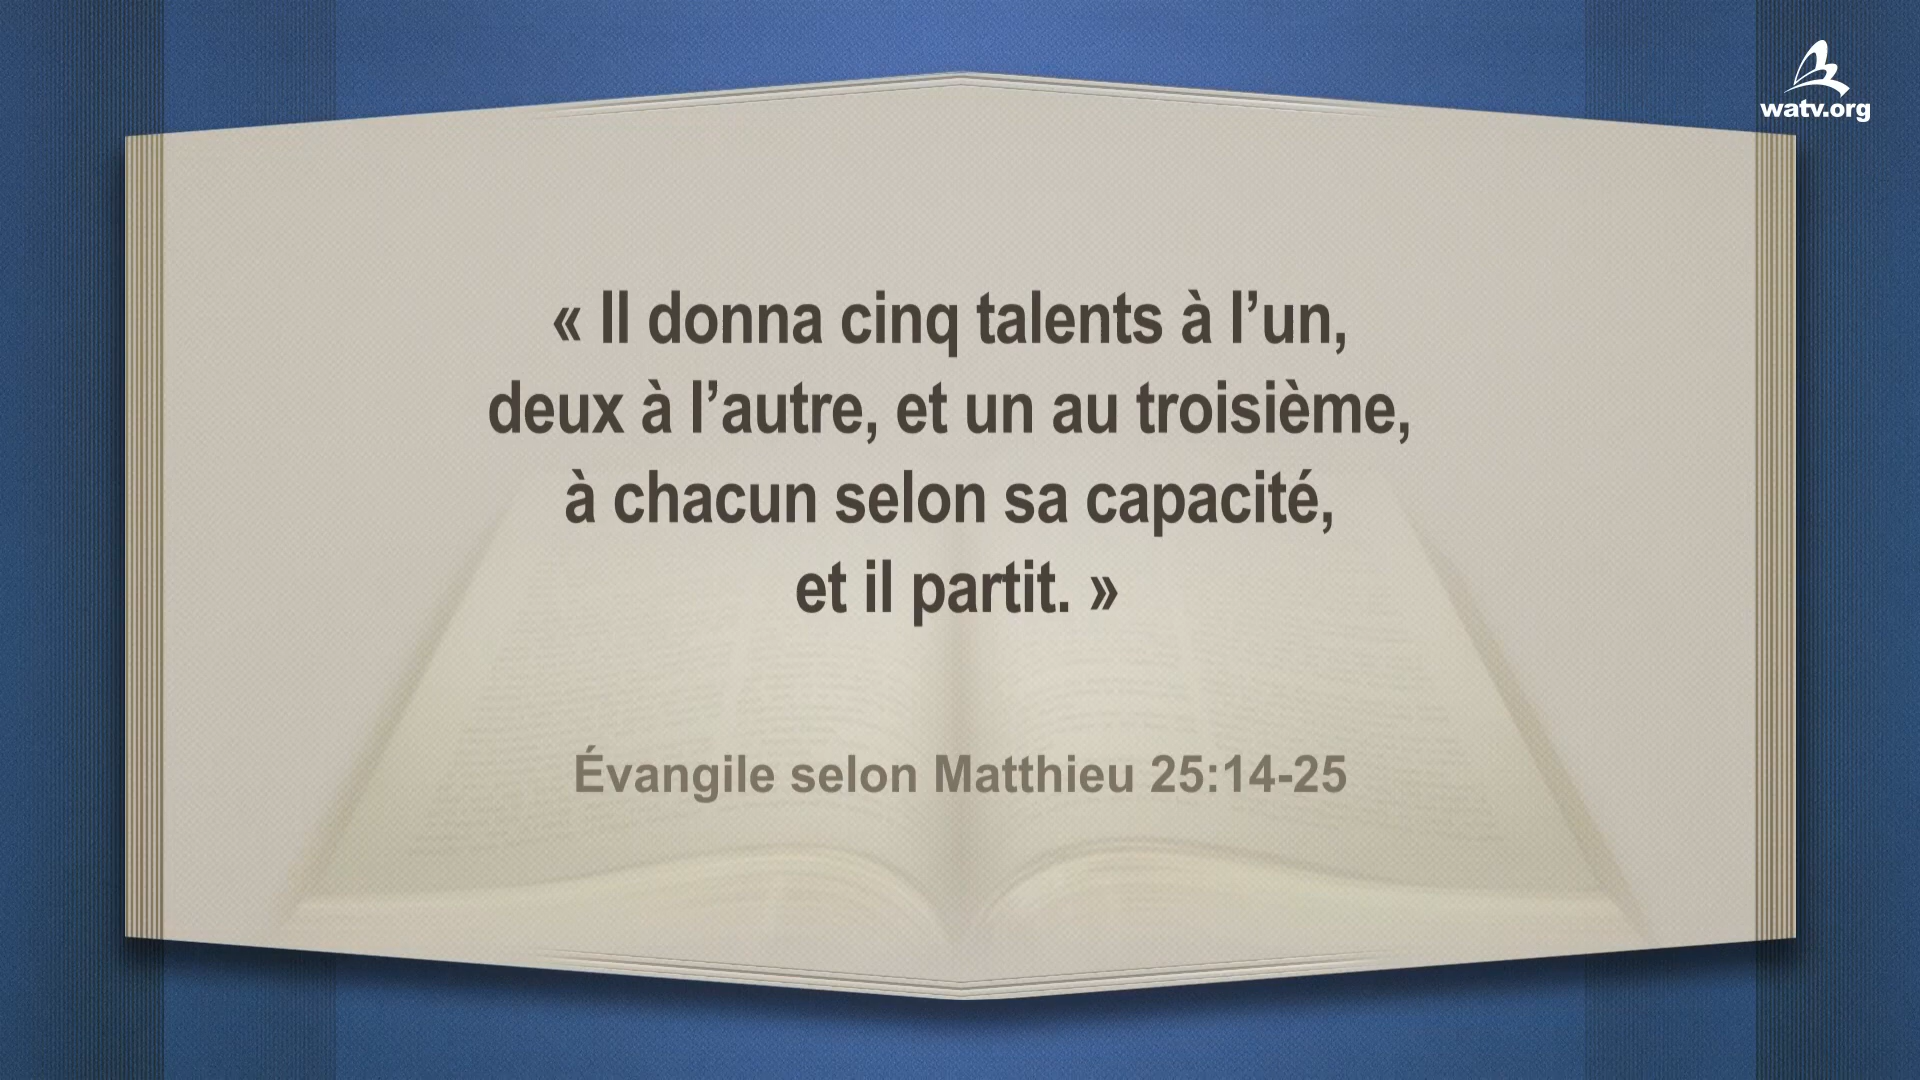 watv.org
« Il donna cinq talents à l’un,
deux à l’autre, et un au troisième,
à chacun selon sa capacité,
et il partit. »
Évangile selon Matthieu 25:14-25